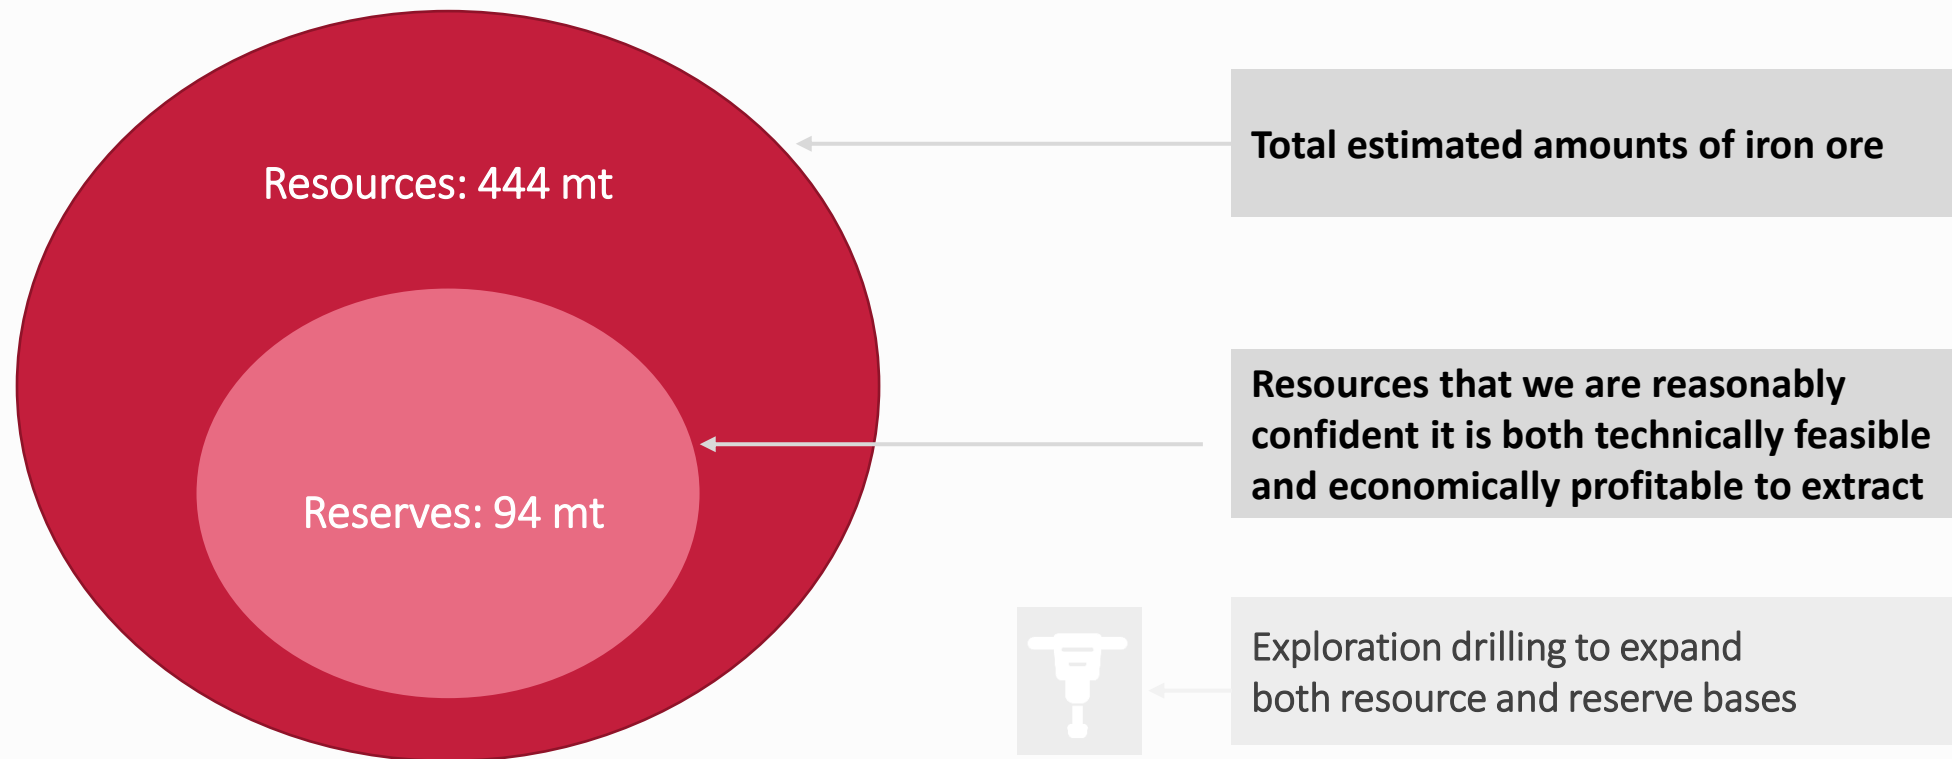 Resources: 444 mt
Total estimated amounts of iron ore
Resources that we are reasonably
confident it is both technically feasible
and economically profitable to extract
Reserves: 94 mt
Exploration drilling to expand
both resource and reserve bases